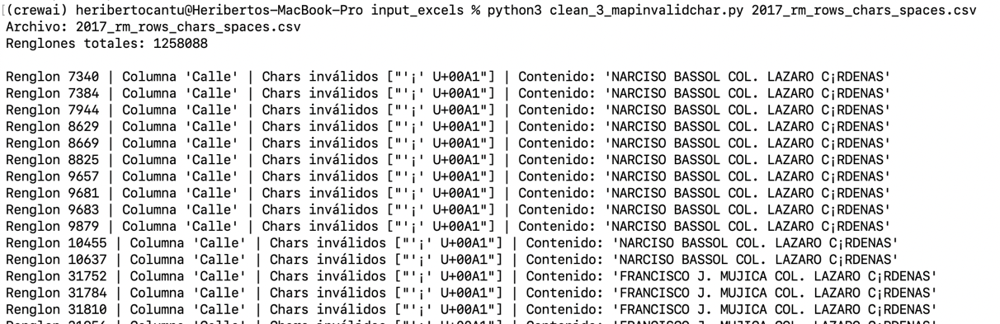 [(crewai) heribertocantu@Heribertos-MacBook-Pro input_excels % python3 clean_3_mapinvalidchar.py 2017_rm_rows_chars_spaces.csv
Archivo: 2017_rm_rows_chars_spaces.csv
Renglones totales: 1258088
Renglon 7340 | Columna 'Calle' | Chars inválidos ["'¡' U+00A1"] | Contenido: 'NARCISO BASSOL COL. LAZARO C¡RDENAS'
Renglon 7384 | Columna 'Calle' | Chars inválidos ["'¡' U+00A1"] | Contenido: 'NARCISO BASSOL COL. LAZARO C¡RDENAS'
Renglon 7944 | Columna 'Calle' | Chars inválidos ["'¡' U+00A1"] | Contenido: 'NARCISO BASSOL COL. LAZARO C¡RDENAS'
Renglon 8629 | Columna 'Calle' | Chars inválidos ["'¡' U+00A1"] | Contenido: 'NARCISO BASSOL COL. LAZARO C¡RDENAS'
Renglon 8669 | Columna 'Calle' | Chars inválidos ["'¡' U+00A1"] | Contenido: 'NARCISO BASSOL COL. LAZARO C¡RDENAS'
Renglon 8825 | Columna 'Calle' | Chars inválidos ["'¡' U+00A1"] | Contenido: 'NARCISO BASSOL COL. LAZARO C¡RDENAS'
Renglon 9657 | Columna 'Calle' | Chars inválidos ["'¡' U+00A1"] | Contenido: 'NARCISO BASSOL COL. LAZARO C¡RDENAS'
Renglon 9681 | Columna 'Calle' | Chars inválidos ["'¡' U+00A1"] | Contenido: 'NARCISO BASSOL COL. LAZARO C¡RDENAS'
Renglon 9683 | Columna 'Calle' | Chars inválidos ["'¡' U+00A1"] | Contenido: 'NARCISO BASSOL COL. LAZARO C¡RDENAS'
Renglon 9879 | Columna 'Calle' | Chars inválidos ["'¡' U+00A1"] | Contenido: 'NARCISO BASSOL COL. LAZARO C¡RDENAS'
Renglon 10455 | Columna 'Calle' | Chars inválidos ["'¡' U+00A1"] | Contenido: 'NARCISO BASSOL COL. LAZARO C¡RDENAS'
Renglon 10637 | Columna 'Calle' | Chars inválidos ["'¡' U+00A1"] | Contenido: 'NARCISO BASSOL COL. LAZARO C¡RDENAS'
Renglon 31752 | Columna 'Calle' | Chars inválidos ["'¡' U+00A1"] | Contenido: 'FRANCISCO J. MUJICA COL. LAZARO C¡RDENAS'
Renglon 31784 | Columna 'Calle' | Chars inválidos ["'¡' U+00A1"] | Contenido: 'FRANCISCO J. MUJICA COL. LAZARO C¡RDENAS'
Renglon 31810 | Columna 'Calle' | Chars inválidos ["'¡' U+00A1"] | Contenido: 'FRANCISCO J. MUJICA COL. LAZARO C¡RDENAS'